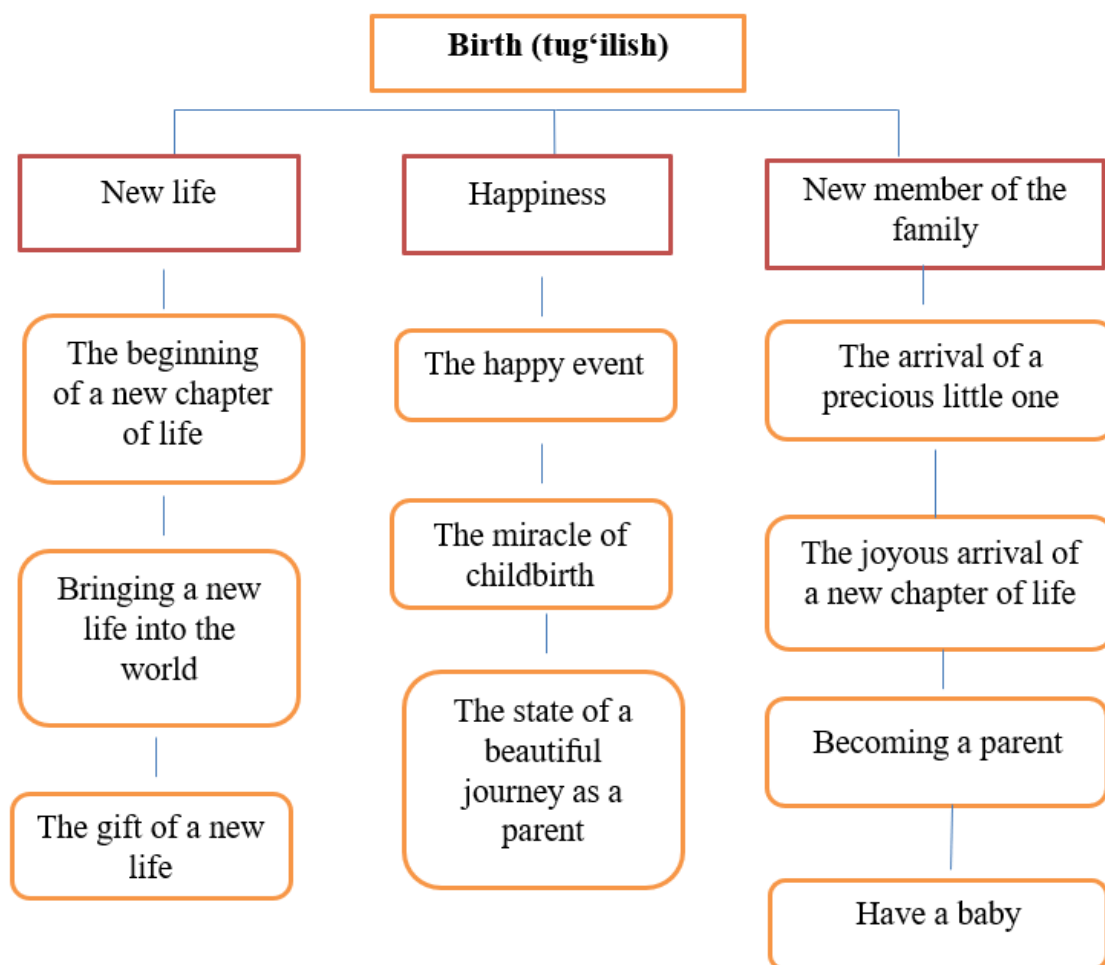 Birth (tug‘ilish)
New life
Happiness
New member of the
family
The beginning
of a new chapter
of life
Bringing a new
life into the
world
The gift of a new
life
The happy event
The miracle of
childbirth
The state of a
beautiful
journey as a
parent
The arrival of a
precious little one
The joyous arrival of
a new chapter of life
Becoming a parent
Have a baby